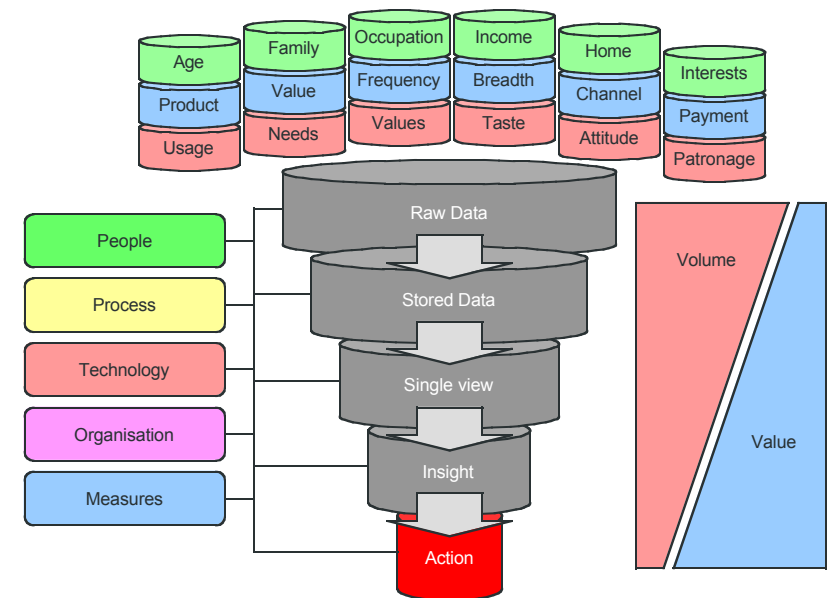 Age
Product
Usage
Family
Value
Needs
Occupation
Frequency
Values
Income
Breadth
Taste
Home
Channel
Attitude
Interests
Payment
Patronage
People
Process
Technology
Organisation
Measures
Raw Data
Stored Data
Single view
Insight
Action
Volume
Value